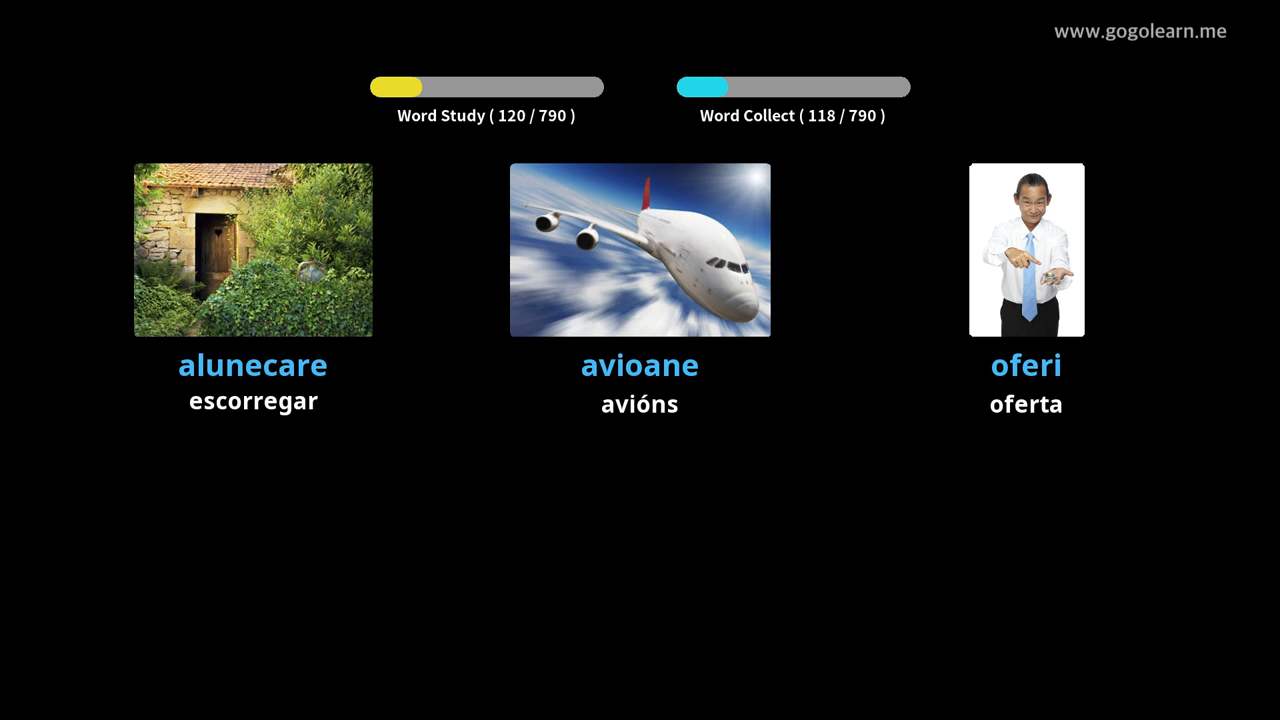 www.gogolearn.me
Word Study ( 120 / 790 )
Word Collect ( 118 / 790 )
alunecare
escorregar
avioane
avións
oferi
oferta